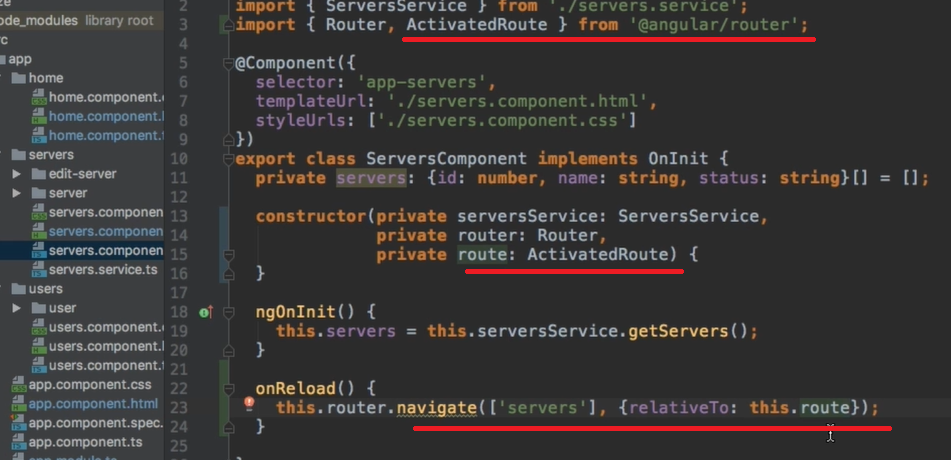 ze
ode_modules library root
rc
app
home
home.component.
home.component.
home.component.
servers
edit-server
server
servers.componen
servers.componen
servers.componen
servers.service.ts
users
user
users.component.
users.component.
users.component.
app.component.css
app.component.html
app.component.spec.
app.component.ts
app.module.ts
2 import { ServersService } from './servers.service';
3 import { Router, ActivatedRoute } from '@angular/router';
4
5 @Component({
6 selector: 'app-servers',
7 templateUrl: './servers.component.html',
8 styleUrls: ['./servers.component.css']
9 })
10 export class ServersComponent implements OnInit {
11 private servers: {id: number, name: string, status: string}[] = [];
12
13 constructor(private serversService: ServersService,
14 private router: Router,
15 private route: ActivatedRoute) {
16 }
17
18 ngOnInit() {
19 this.servers = this.serversService.getServers();
20 }
21
22 onReload() {
23 this.router.navigate(['servers'], {relativeTo: this.route});
24 }
25